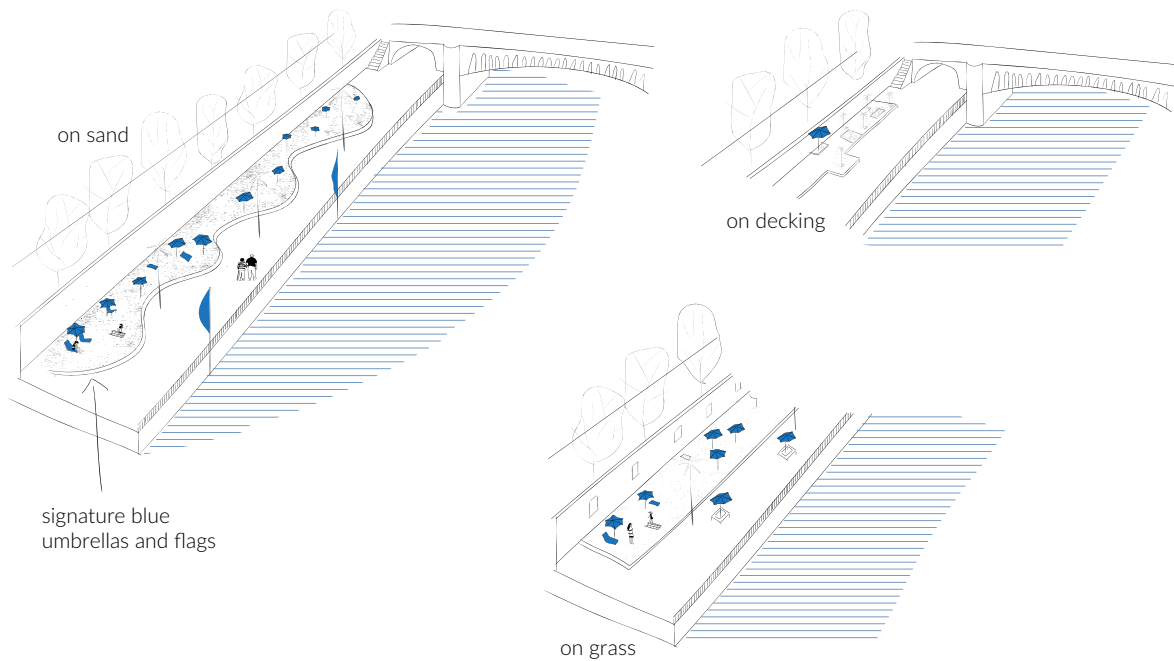 on sand
on decking
signature blue
umbrellas and flags
on grass